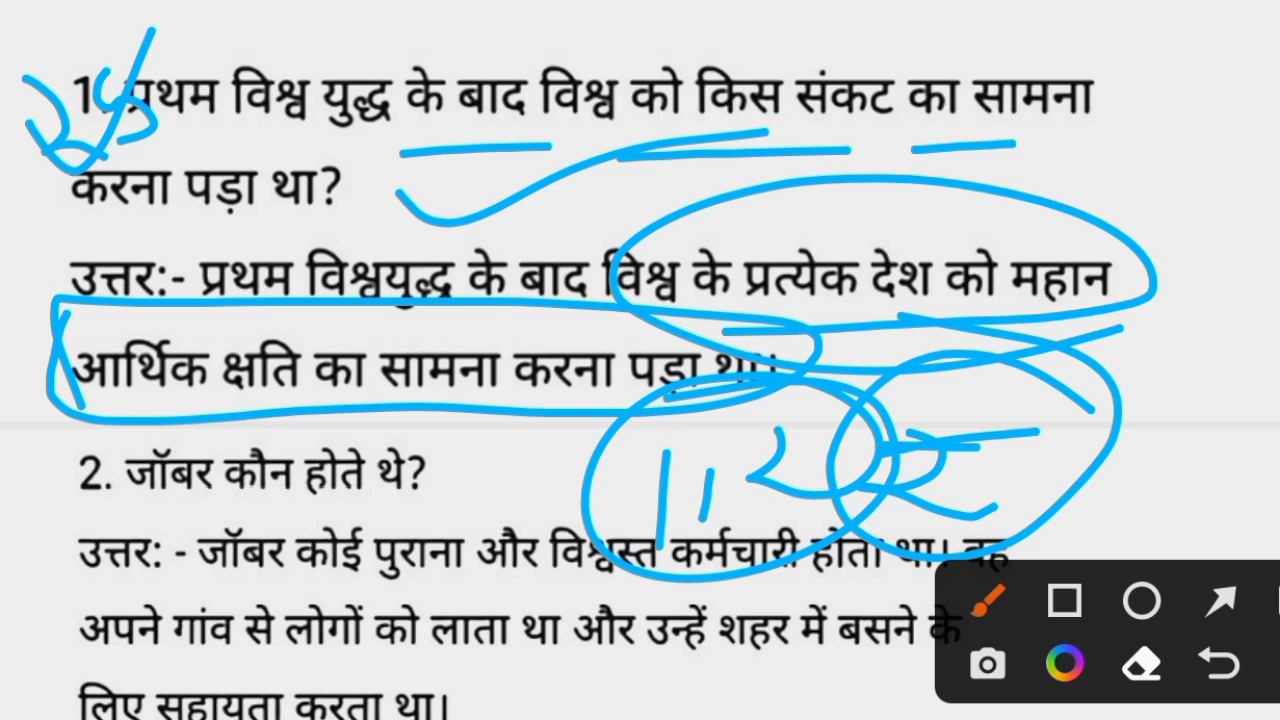 1. प्रथम विश्व युद्ध के बाद विश्व को किस संकट का सामना
करना पड़ा था?
उत्तर:- प्रथम विश्वयुद्ध के बाद विश्व के प्रत्येक देश को महान
आर्थिक क्षति का सामना करना पड़ा था।
2. जॉबर कौन होते थे?
उत्तर: - जॉबर कोई पुराना और विश्वस्त कर्मचारी होता था। वह
अपने गांव से लोगों को लाता था और उन्हें शहर में बसने के
लिए सहायता करता था।